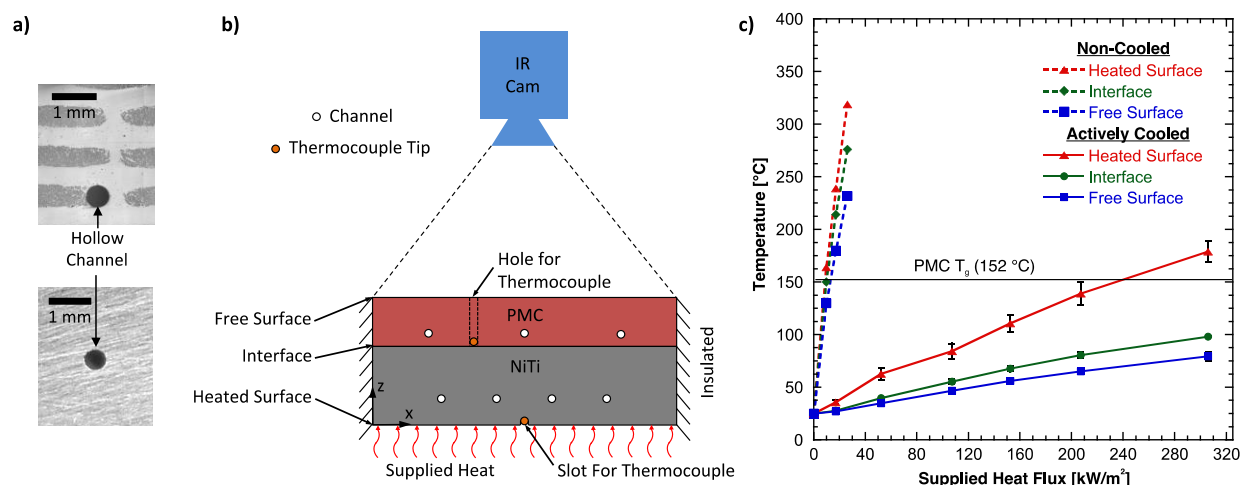 a)
1 mm
Hollow
Channel
1 mm
b)
IR
Cam
Channel
Thermocouple Tip
Hole for
Thermocouple
Free Surface
PMC
Interface
NiTi
Insulated
Heated Surface
z
x
Supplied Heat
Slot For Thermocouple
c)
Temperature [°C]
400
350
300
250
200
150
100
50
0
Non-Cooled
Heated Surface
Interface
Free Surface
Actively Cooled
Heated Surface
Interface
Free Surface
PMC Tg (152 °C)
0 40 80 120 160 200 240 280 320
Supplied Heat Flux [kW/m²]